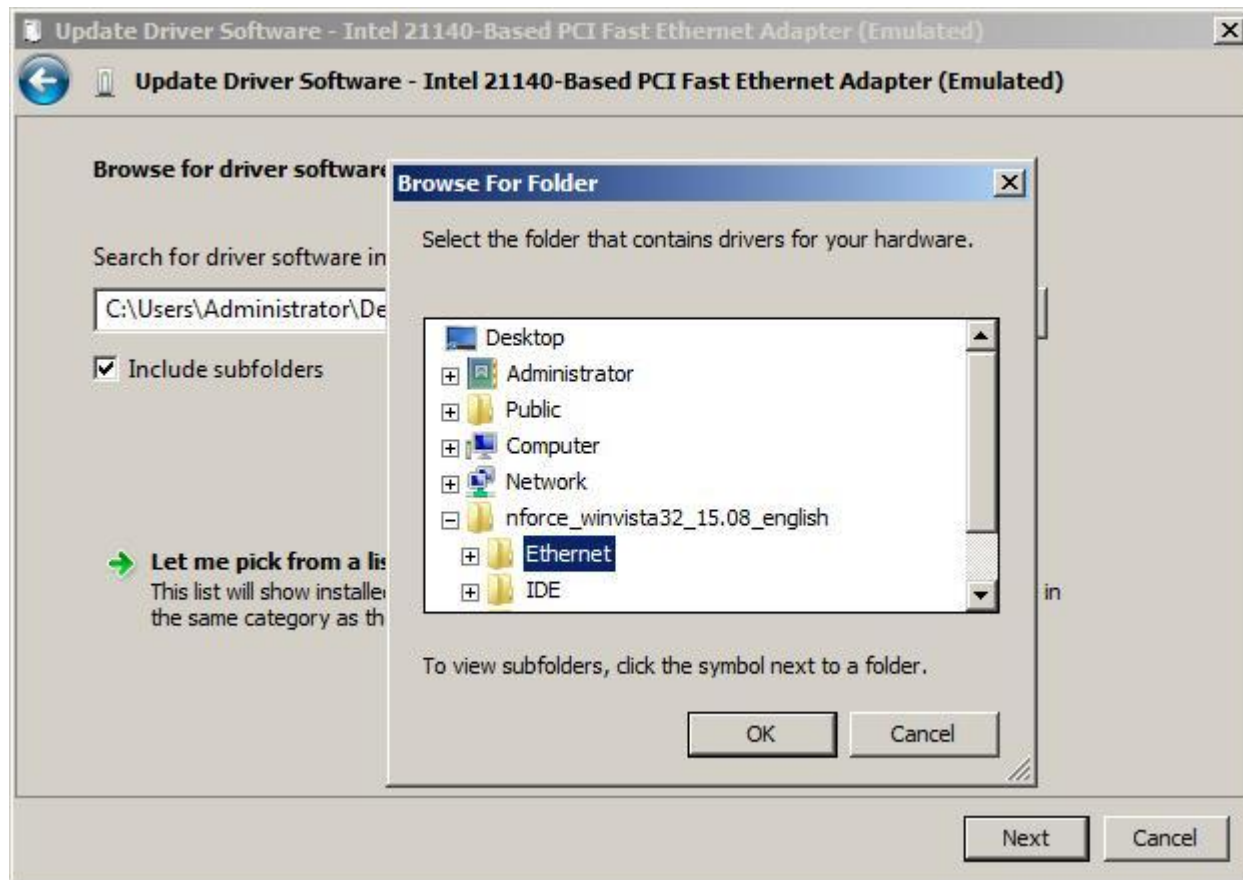 Update Driver Software - Intel 21140-Based PCI Fast Ethernet Adapter (Emulated)
Update Driver Software - Intel 21140-Based PCI Fast Ethernet Adapter (Emulated)
Browse for driver software
Browse For Folder
Select the folder that contains drivers for your hardware.
Search for driver software in
C:\Users\Administrator\De
Include subfolders
Desktop
Administrator
Public
Computer
Network
nforce_winvista32_15.08_english
Ethernet
IDE
Let me pick from a lis
This list will show installe in
the same category as th
To view subfolders, click the symbol next to a folder.
OK Cancel
Next Cancel